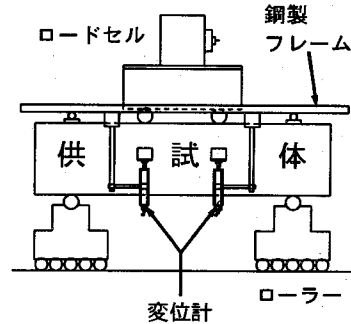 鋼製
フレーム
ロードセル
供試体
ローラー
変位計